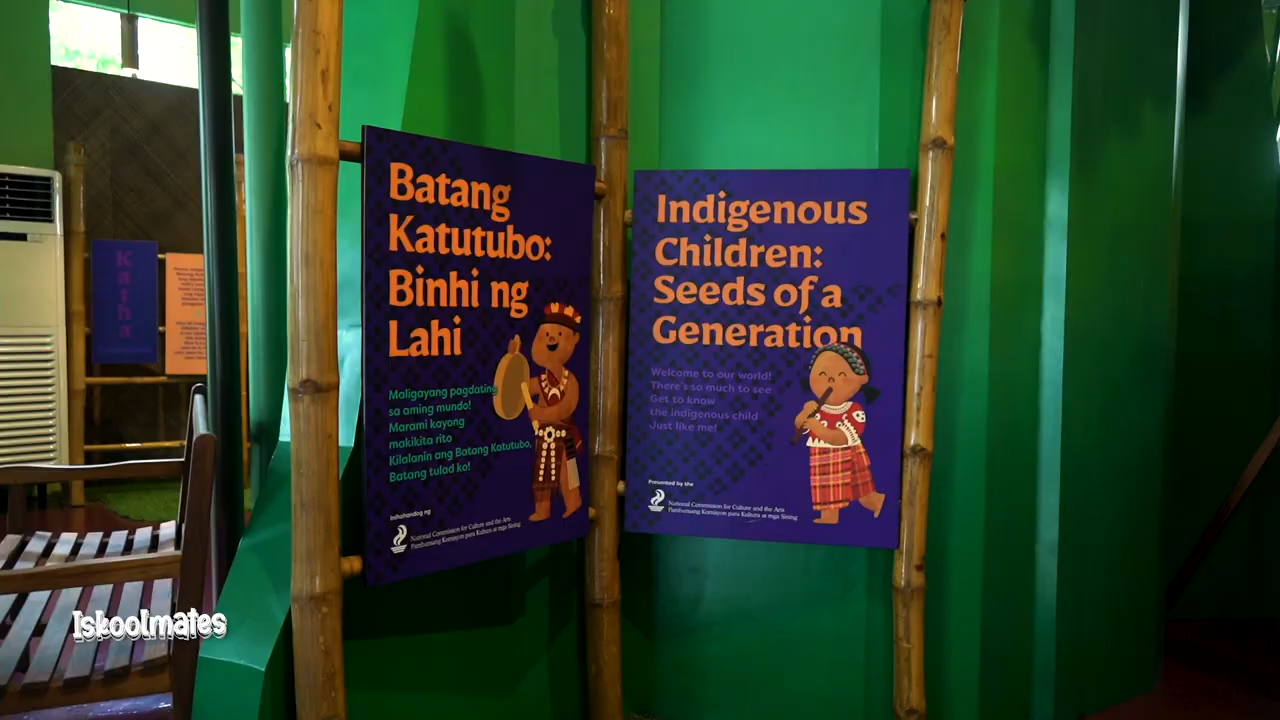 Batang
Katutubo:
Binhi ng
Lahi
Maligayang pagdating
sa aming mundo!
Marami kayong
makikita rito
Kilalanin ang Batang Katutubo,
Batang tulad ko!
Inihahandog ng
National Commission for Culture and the Arts
Pambansang Komisyon para Kultura at mga Sining
Indigenous
Children:
Seeds of a
Generation
Welcome to our world!
There's so much to see
Get to know
the indigenous child
Just like me!
Presented by the
National Commission for Culture and the Arts
Pambansang Komisyon para Kultura at mga Sining
Katha
Iskoolmates